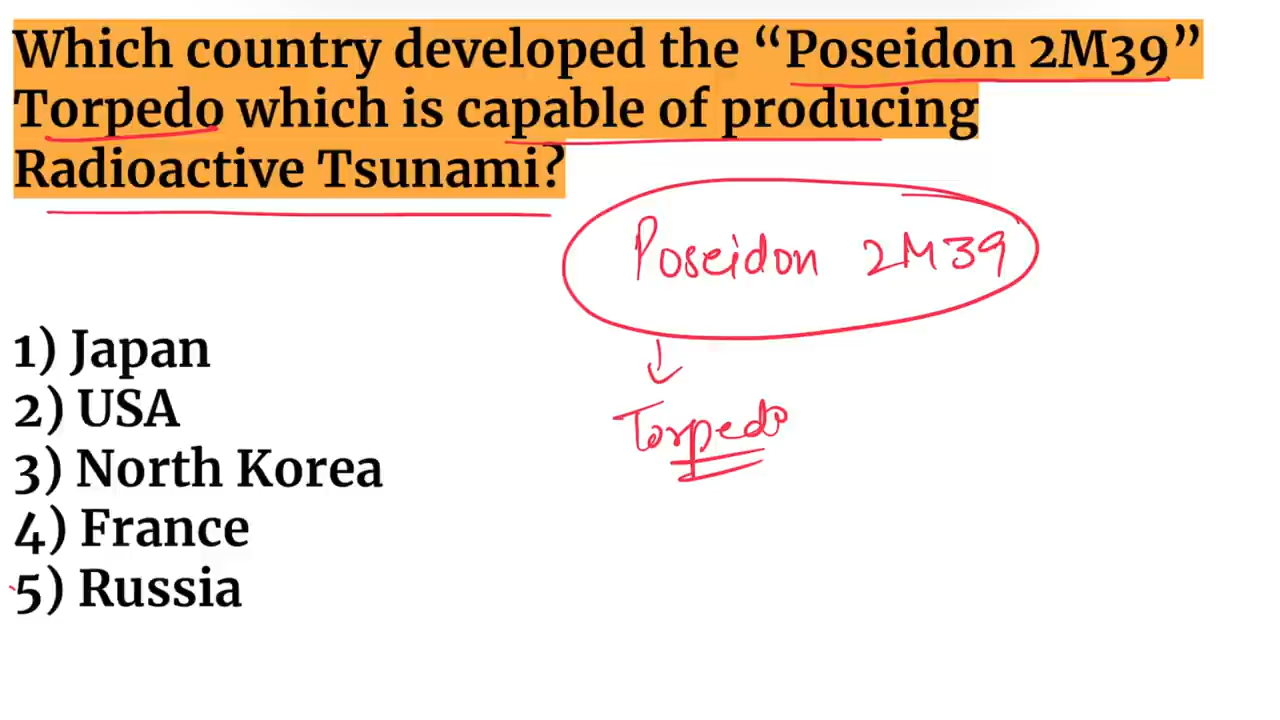 Which country developed the “Poseidon 2M39”
Torpedo which is capable of producing
Radioactive Tsunami?
Poseidon 2M39
Torpedo
1) Japan
2) USA
3) North Korea
4) France
5) Russia